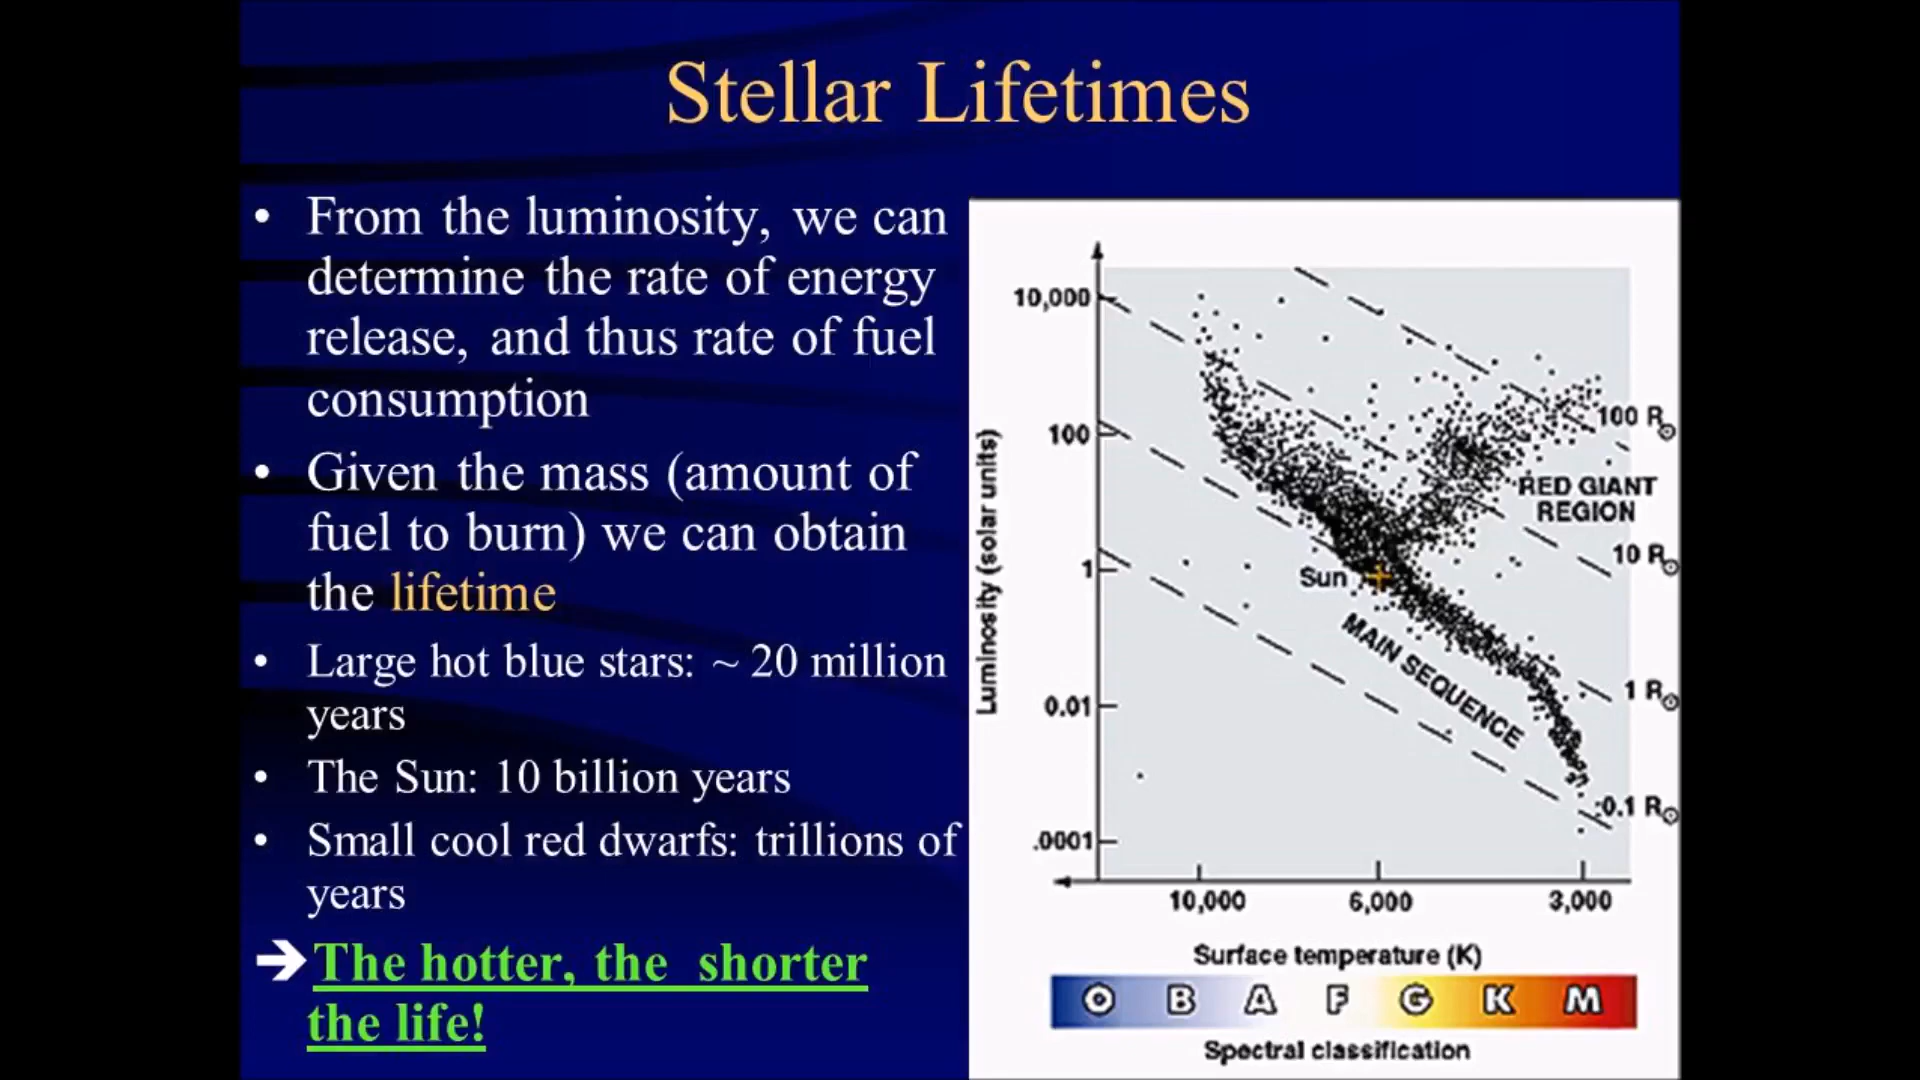 Stellar Lifetimes
• From the luminosity, we can
determine the rate of energy
release, and thus rate of fuel
consumption
• Given the mass (amount of
fuel to burn) we can obtain
the lifetime
• Large hot blue stars: ~ 20 million
years
• The Sun: 10 billion years
• Small cool red dwarfs: trillions of
years
➔ The hotter, the shorter
the life!
Luminosity (solar units)
10,000
100
1
0.01
.0001
100 R⊙
RED GIANT
REGION
10 R⊙
Sun
MAIN SEQUENCE
1 R⊙
0.1 R⊙
10,000 6,000 3,000
Surface temperature (K)
O B A F G K M
Spectral classification